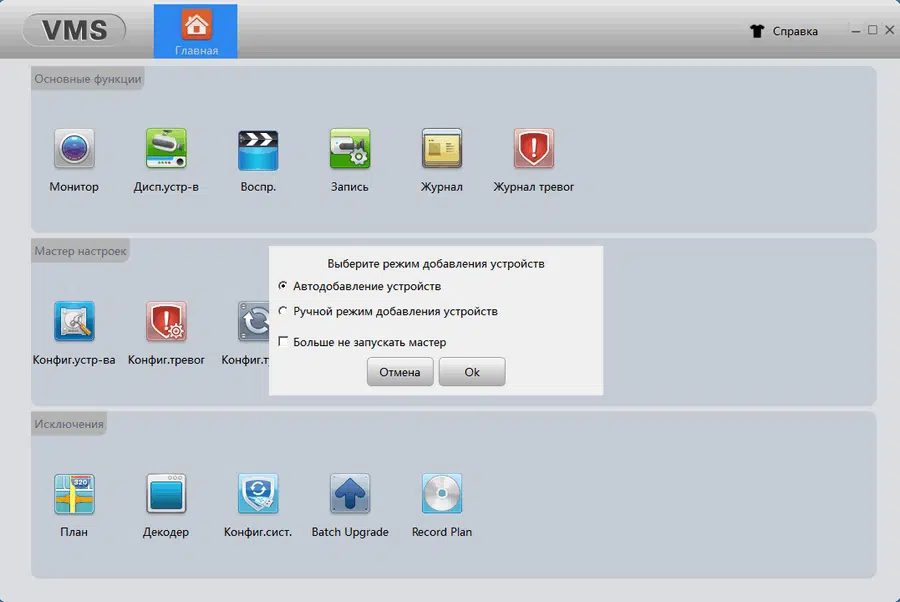 VMS
Главная
Справка
Основные функции
Монитор
Дисп.устр-в
Воспр.
Запись
Журнал
Журнал тревог
Мастер настроек
Конфиг.устр-ва
Конфиг.тревог
Конфиг.т
Выберите режим добавления устройств
Автодобавление устройств
Ручной режим добавления устройств
Больше не запускать мастер
Отмена
Ok
Исключения
320
План
Декодер
Конфиг.сист.
Batch Upgrade
Record Plan